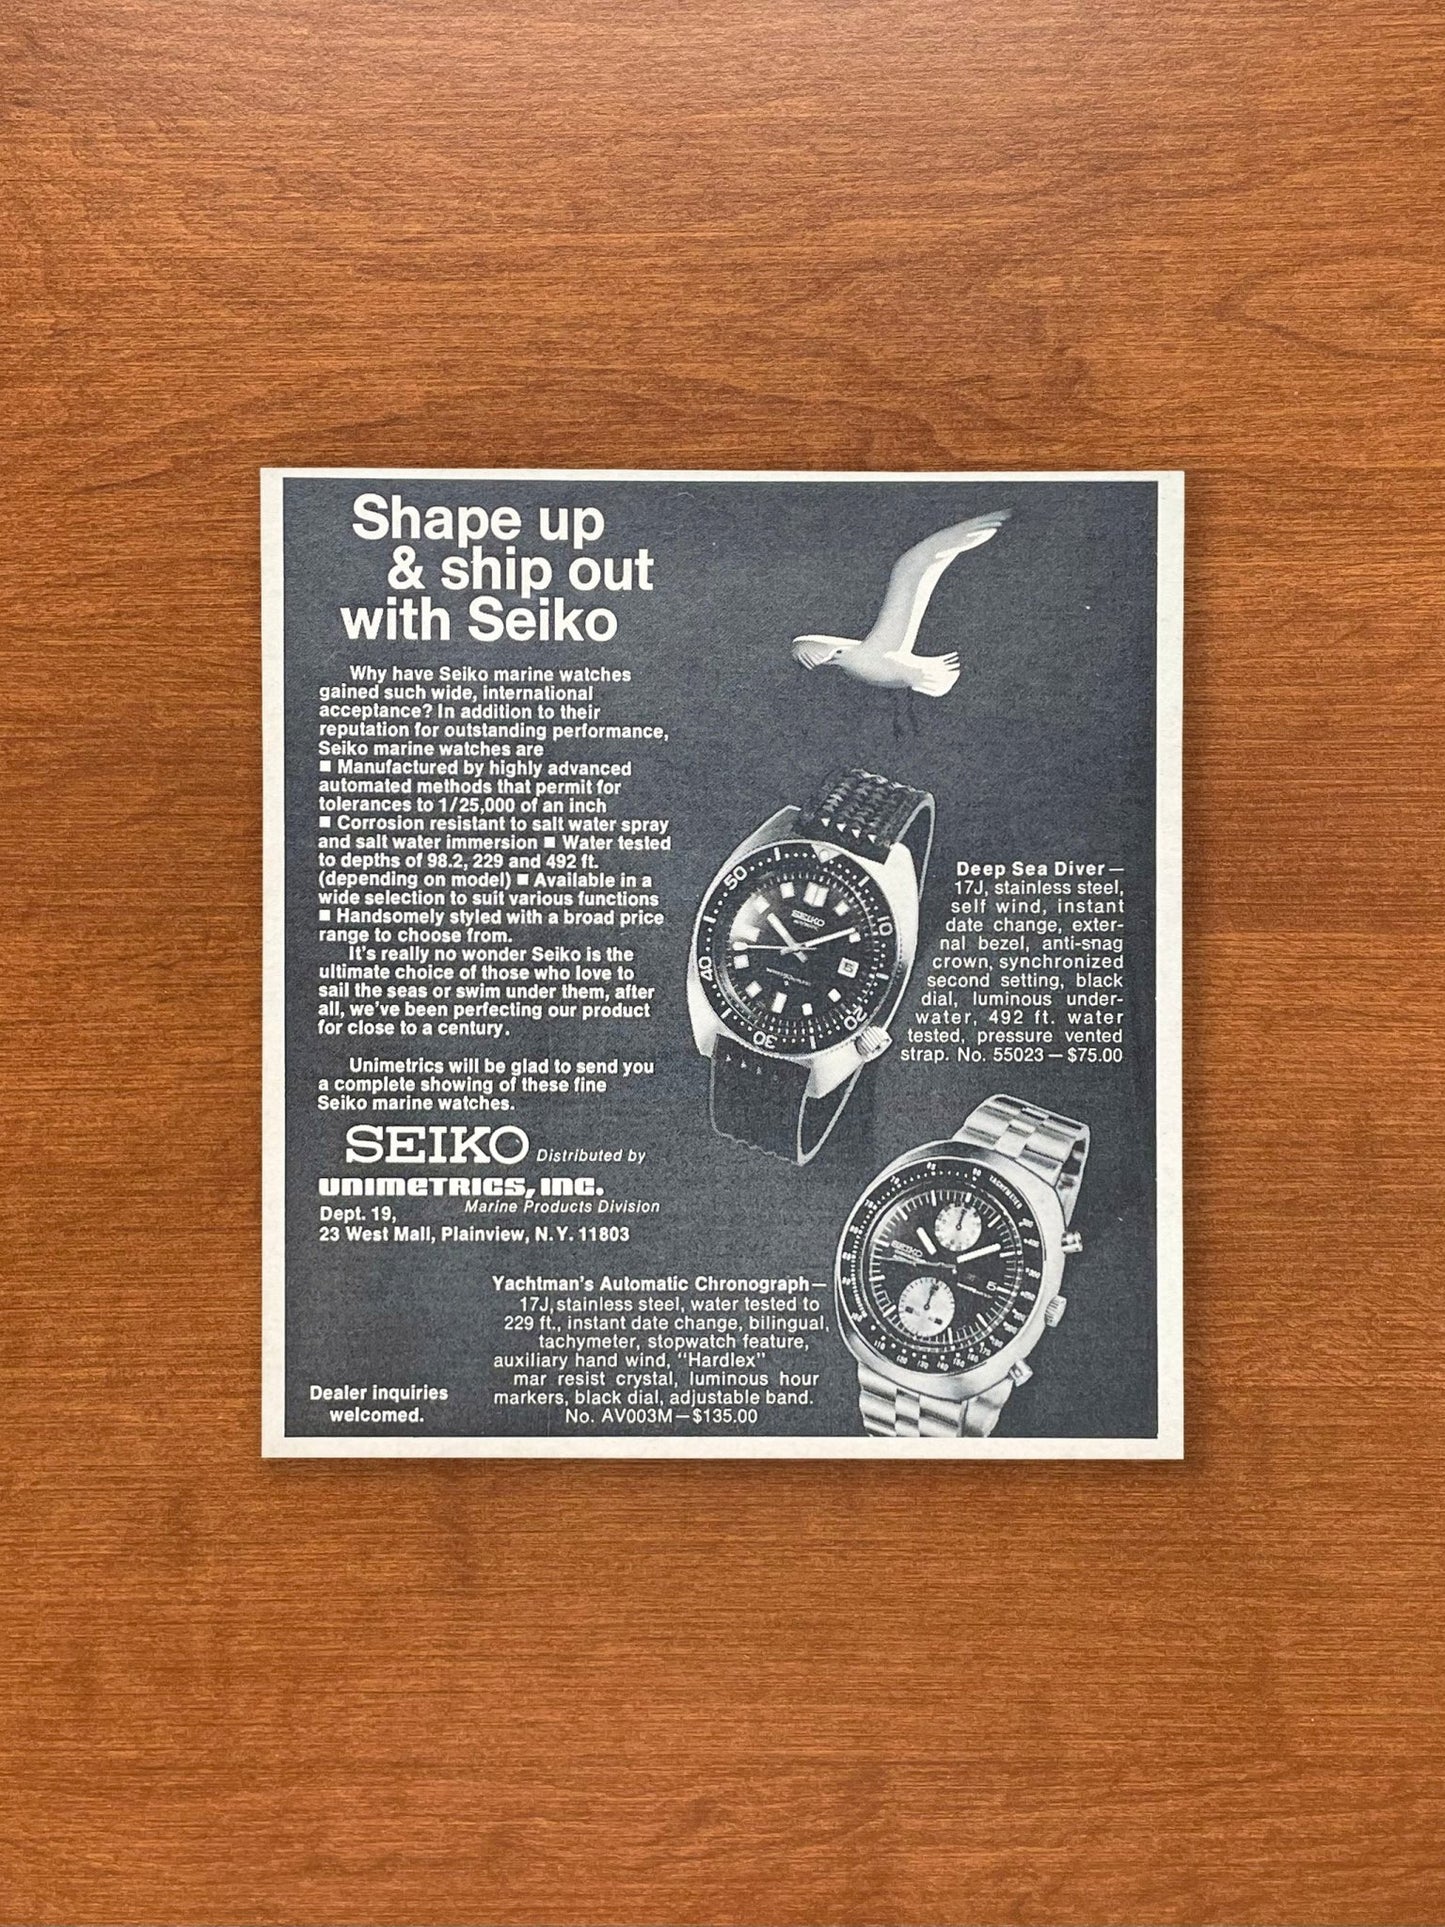 Shape up
& ship out
with Seiko
Why have Seiko marine watches
gained such wide, international
acceptance? In addition to their
reputation for outstanding performance,
Seiko marine watches are
■ Manufactured by highly advanced
automated methods that permit for
tolerances to 1/25,000 of an inch
■ Corrosion resistant to salt water spray
and salt water immersion ■ Water tested
to depths of 98.2, 229 and 492 ft.
(depending on model) ■ Available in a
wide selection to suit various functions
■ Handsomely styled with a broad price
range to choose from.
It's really no wonder Seiko is the
ultimate choice of those who love to
sail the seas or swim under them, after
all, we've been perfecting our product
for close to a century.
Unimetrics will be glad to send you
a complete showing of these fine
Seiko marine watches.
SEIKO Distributed by
UNIMETRICS, INC.
Marine Products Division
Dept. 19,
23 West Mall, Plainview, N.Y. 11803
Dealer inquiries
welcomed.
50
10
20
30
40
SEIKO
AUTOMATIC
5
Deep Sea Diver—
17J, stainless steel,
self wind, instant
date change, exter-
nal bezel, anti-snag
crown, synchronized
second setting, black
dial, luminous under-
water, 492 ft. water
tested, pressure vented
strap. No. 55023—$75.00
Yachtman's Automatic Chronograph—
17J, stainless steel, water tested to
229 ft., instant date change, bilingual,
tachymeter, stopwatch feature,
auxiliary hand wind, "Hardlex"
mar resist crystal, luminous hour
markers, black dial, adjustable band.
No. AV003M—$135.00
TACHYMETER
SEIKO
5